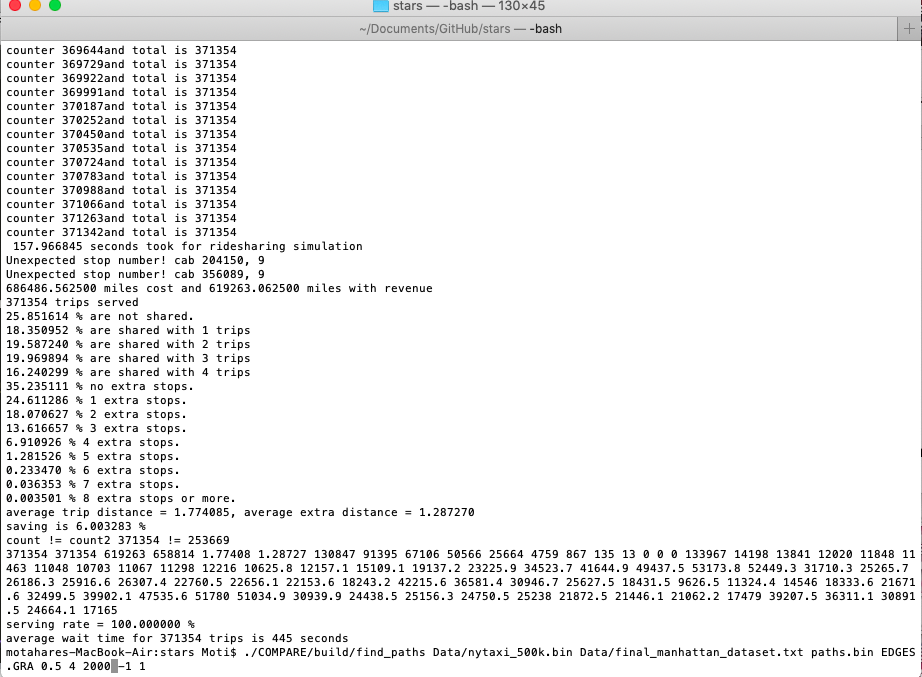 stars — -bash — 130×45
~/Documents/GitHub/stars — -bash
+
counter 369644and total is 371354
counter 369729and total is 371354
counter 369922and total is 371354
counter 369991and total is 371354
counter 370187and total is 371354
counter 370252and total is 371354
counter 370450and total is 371354
counter 370535and total is 371354
counter 370724and total is 371354
counter 370783and total is 371354
counter 370988and total is 371354
counter 371066and total is 371354
counter 371263and total is 371354
counter 371342and total is 371354
 157.966845 seconds took for ridesharing simulation
Unexpected stop number! cab 204150, 9
Unexpected stop number! cab 356089, 9
686486.562500 miles cost and 619263.062500 miles with revenue
371354 trips served
25.851614 % are not shared.
18.350952 % are shared with 1 trips
19.587240 % are shared with 2 trips
19.969894 % are shared with 3 trips
16.240299 % are shared with 4 trips
35.235111 % no extra stops.
24.611286 % 1 extra stops.
18.070627 % 2 extra stops.
13.616657 % 3 extra stops.
6.910926 % 4 extra stops.
1.281526 % 5 extra stops.
0.233470 % 6 extra stops.
0.036353 % 7 extra stops.
0.003501 % 8 extra stops or more.
average trip distance = 1.774085, average extra distance = 1.287270
saving is 6.003283 %
count != count2 371354 != 253669
371354 371354 619263 658814 1.77408 1.28727 130847 91395 67106 50566 25664 4759 867 135 13 0 0 0 133967 14198 13841 12020 11848 11
463 11048 10703 11067 11298 12216 10625.8 12157.1 15109.1 19137.2 23225.9 34523.7 41644.9 49437.5 53173.8 52449.3 31710.3 25265.7
26186.3 25916.6 26307.4 22760.5 22656.1 22153.6 18243.2 42215.6 36581.4 30946.7 25627.5 18431.5 9626.5 11324.4 14546 18333.6 21671
.6 32499.5 39902.1 47535.6 51780 51034.9 30939.9 24438.5 25156.3 24750.5 25238 21872.5 21446.1 21062.2 17479 39207.5 36311.1 30891
.5 24664.1 17165
serving rate = 100.000000 %
average wait time for 371354 trips is 445 seconds
motahares-MacBook-Air:stars Moti$ ./COMPARE/build/find_paths Data/nytaxi_500k.bin Data/final_manhattan_dataset.txt paths.bin EDGES
.GRA 0.5 4 2000 -1 1